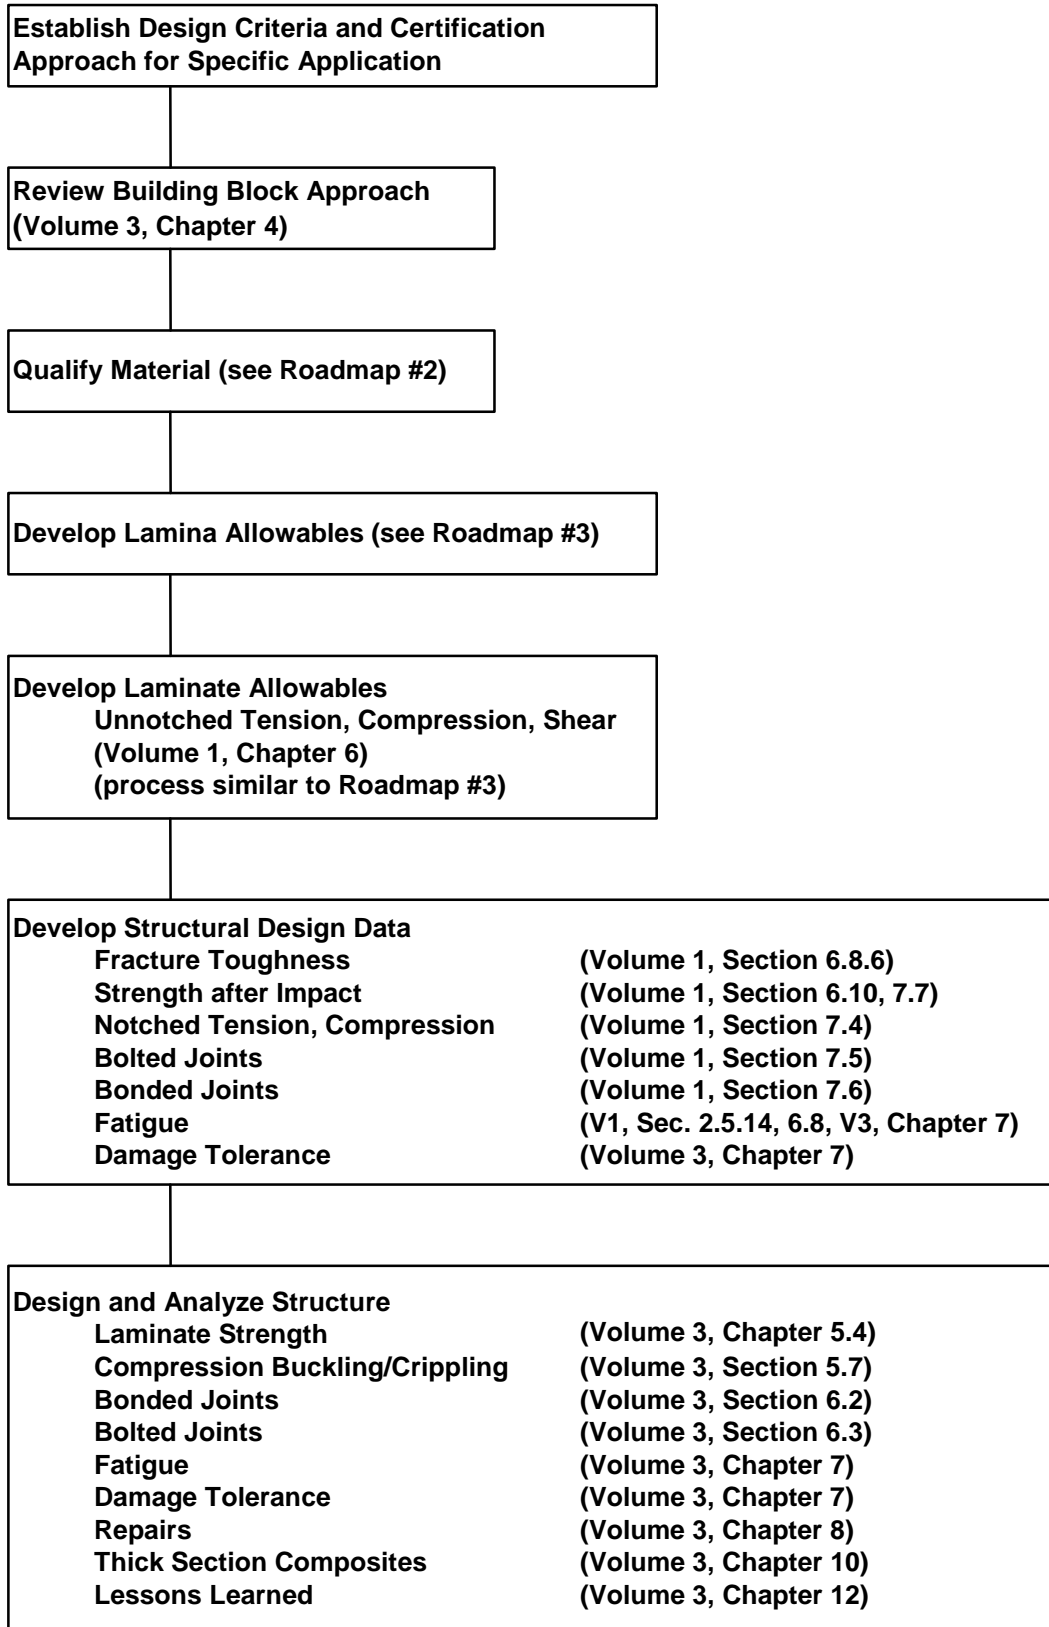 Establish Design Criteria and Certification
Approach for Specific Application
Review Building Block Approach
(Volume 3, Chapter 4)
Qualify Material (see Roadmap #2)
Develop Lamina Allowables (see Roadmap #3)
Develop Laminate Allowables
Unnotched Tension, Compression, Shear
(Volume 1, Chapter 6)
(process similar to Roadmap #3)
Develop Structural Design Data
Fracture Toughness (Volume 1, Section 6.8.6)
Strength after Impact (Volume 1, Section 6.10, 7.7)
Notched Tension, Compression (Volume 1, Section 7.4)
Bolted Joints (Volume 1, Section 7.5)
Bonded Joints (Volume 1, Section 7.6)
Fatigue (V1, Sec. 2.5.14, 6.8, V3, Chapter 7)
Damage Tolerance (Volume 3, Chapter 7)
Design and Analyze Structure
Laminate Strength (Volume 3, Chapter 5.4)
Compression Buckling/Crippling (Volume 3, Section 5.7)
Bonded Joints (Volume 3, Section 6.2)
Bolted Joints (Volume 3, Section 6.3)
Fatigue (Volume 3, Chapter 7)
Damage Tolerance (Volume 3, Chapter 7)
Repairs (Volume 3, Chapter 8)
Thick Section Composites (Volume 3, Chapter 10)
Lessons Learned (Volume 3, Chapter 12)